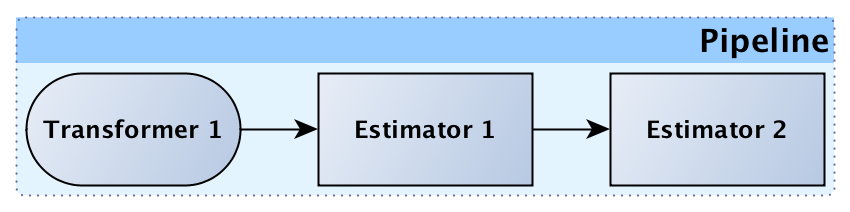 Pipeline
Transformer 1
Estimator 1
Estimator 2